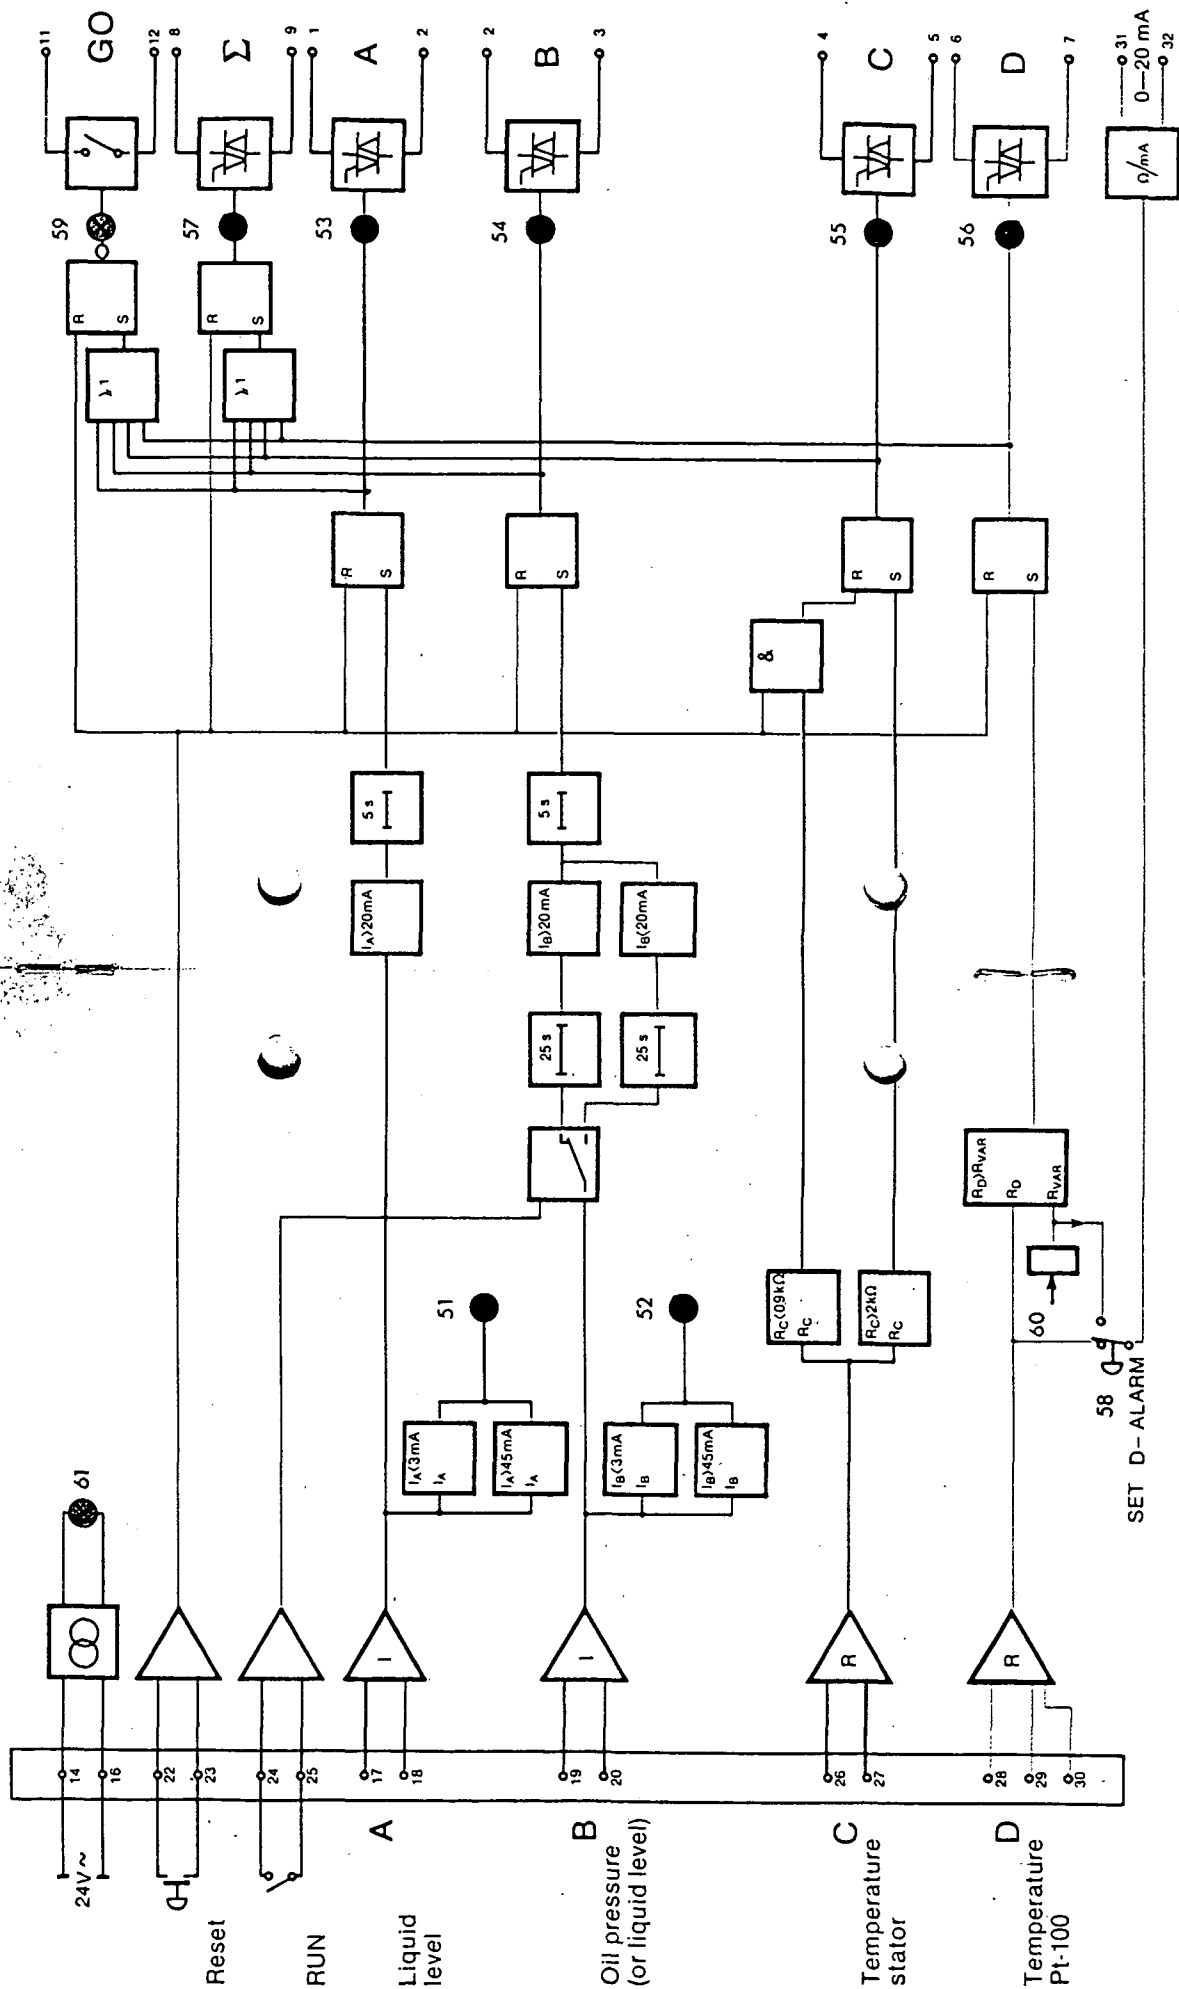 24V~
14
16
61
Reset
22
23
RUN
24
25
Liquid
level
A
17
18
I
IA<3mA
IA
IA>45mA
IA
51
IA>20mA
5 s
R
S
53
A
1
2
Oil pressure
(or liquid level)
B
19
20
I
IB<3mA
IB
IB>45mA
IB
52
25 s
25 s
IB>20mA
IB<20mA
5 s
R
S
54
B
2
3
Temperature
stator
C
26
27
R
RC<0,9kΩ
RC
RC>2kΩ
RC
&
R
S
55
C
4
5
Temperature
Pt-100
D
28
29
30
R
RD>RVAR
RD
RVAR
60
58
SET D-ALARM
R
S
56
D
6
7
Ω/mA
31
0—20 mA
32
≥1
R
S
59
GO
11
12
≥1
R
S
57
Σ
8
9